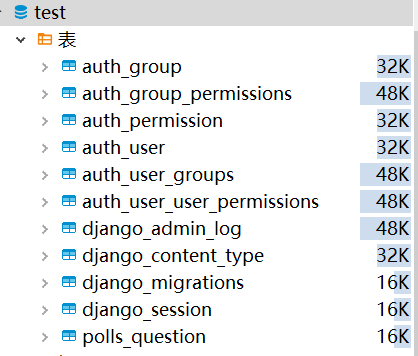 test
表
auth_group 32K
auth_group_permissions 48K
auth_permission 32K
auth_user 32K
auth_user_groups 48K
auth_user_user_permissions 48K
django_admin_log 48K
django_content_type 32K
django_migrations 16K
django_session 16K
polls_question 16K